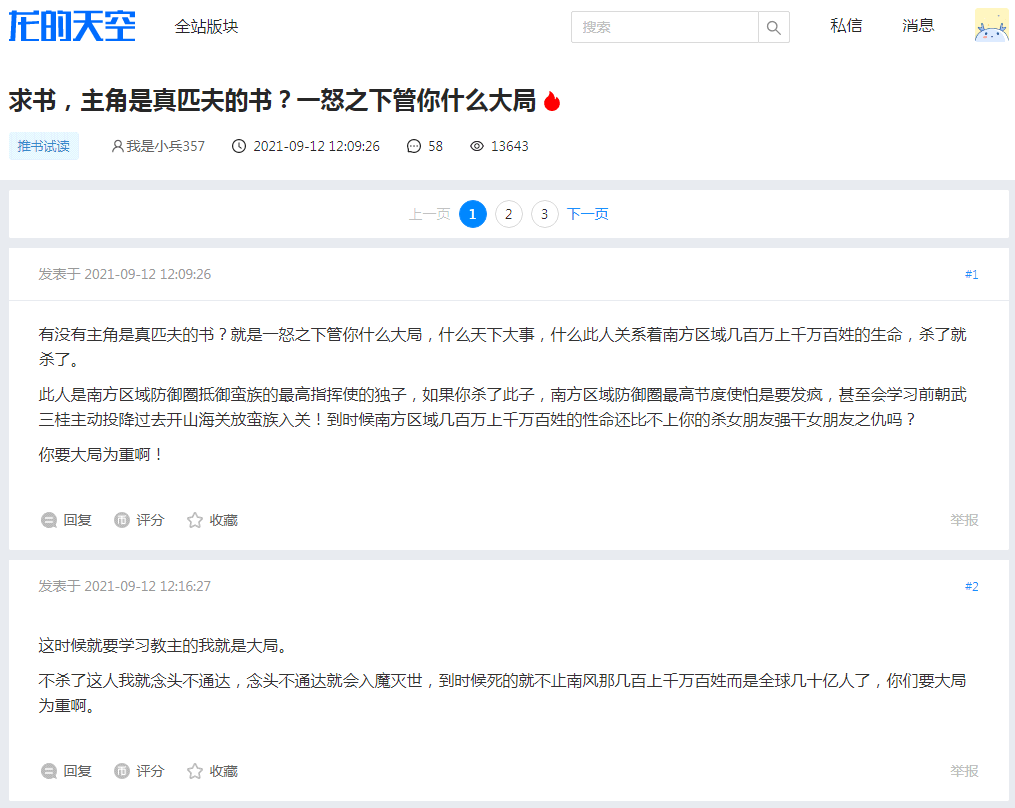 龙的天空
全站版块
搜索
私信
消息
求书，主角是真匹夫的书？一怒之下管你什么大局
推书试读
我是小兵357
2021-09-12 12:09:26
58
13643
上一页 1 2 3 下一页
发表于 2021-09-12 12:09:26
#1
有没有主角是真匹夫的书？就是一怒之下管你什么大局，什么天下大事，什么此人关系着南方区域几百万上千万百姓的生命，杀了就
杀了。
此人是南方区域防御圈抵御蛮族的最高指挥使的独子，如果你杀了此子，南方区域防御圈最高节度使怕是要发疯，甚至会学习前朝武
三桂主动投降过去开山海关放蛮族入关！到时候南方区域几百万上千万百姓的性命还比不上你的杀女朋友强干女朋友之仇吗？
你要大局为重啊！
回复
币 评分
收藏
举报
发表于 2021-09-12 12:16:27
#2
这时候就要学习教主的我就是大局。
不杀了这人我就念头不通达，念头不通达就会入魔灭世，到时候死的就不止南风那几百上千万百姓而是全球几十亿人了，你们要大局
为重啊。
回复
币 评分
收藏
举报